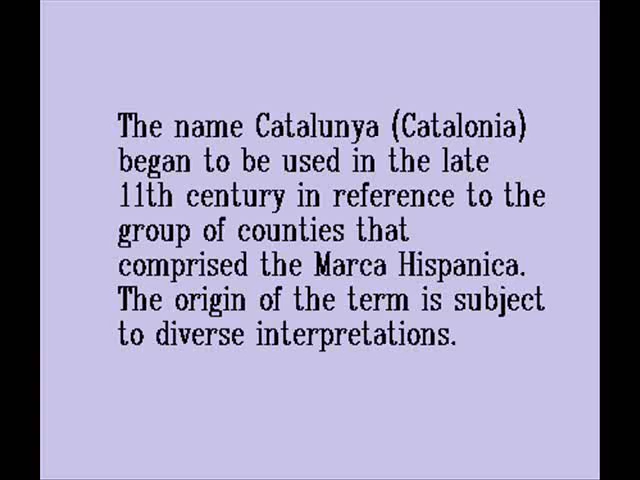 The name Catalunya (Catalonia)
began to be used in the late
11th century in reference to the
group of counties that
comprised the Marca Hispanica.
The origin of the term is subject
to diverse interpretations.